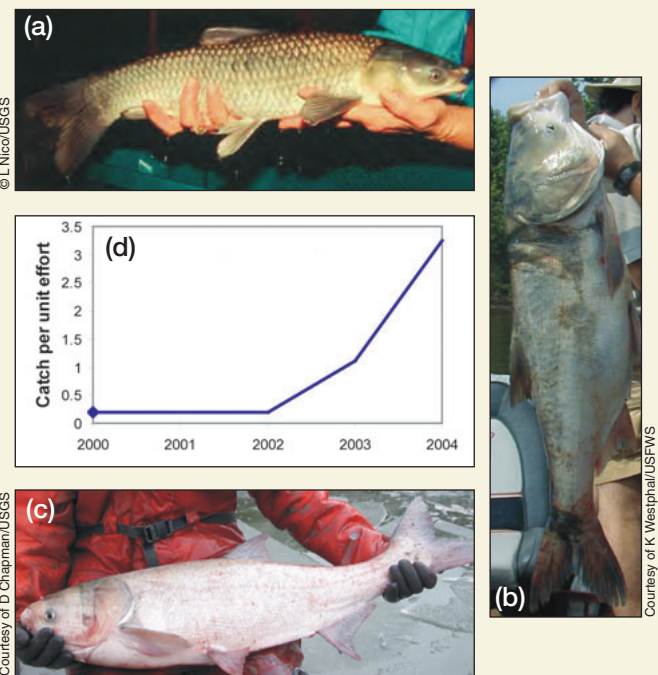 (a)
© L Nico/USGS
(d)
Catch per unit effort
3.5
3
2.5
2
1.5
1
0.5
0
2000 2001 2002 2003 2004
(c)
Courtesy of D Chapman/USGS
(b)
Courtesy of K Westphal/USFWS